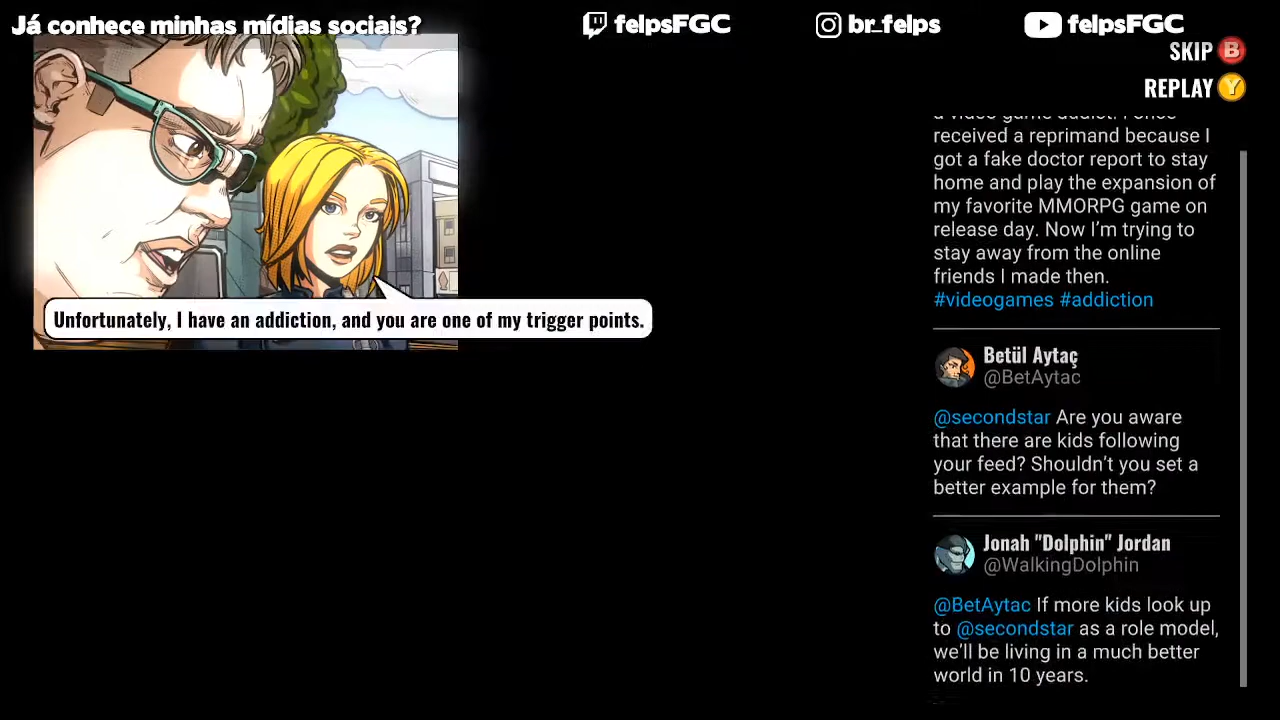 Já conhece minhas mídias sociais?
felpsFGC
br_felps
felpsFGC
SKIP B
REPLAY Y
Unfortunately, I have an addiction, and you are one of my trigger points.
a video game addict. I once
received a reprimand because I
got a fake doctor report to stay
home and play the expansion of
my favorite MMORPG game on
release day. Now I'm trying to
stay away from the online
friends I made then.
#videogames #addiction
Betül Aytaç
@BetAytac
@secondstar Are you aware
that there are kids following
your feed? Shouldn't you set a
better example for them?
Jonah "Dolphin" Jordan
@WalkingDolphin
@BetAytac If more kids look up
to @secondstar as a role model,
we'll be living in a much better
world in 10 years.